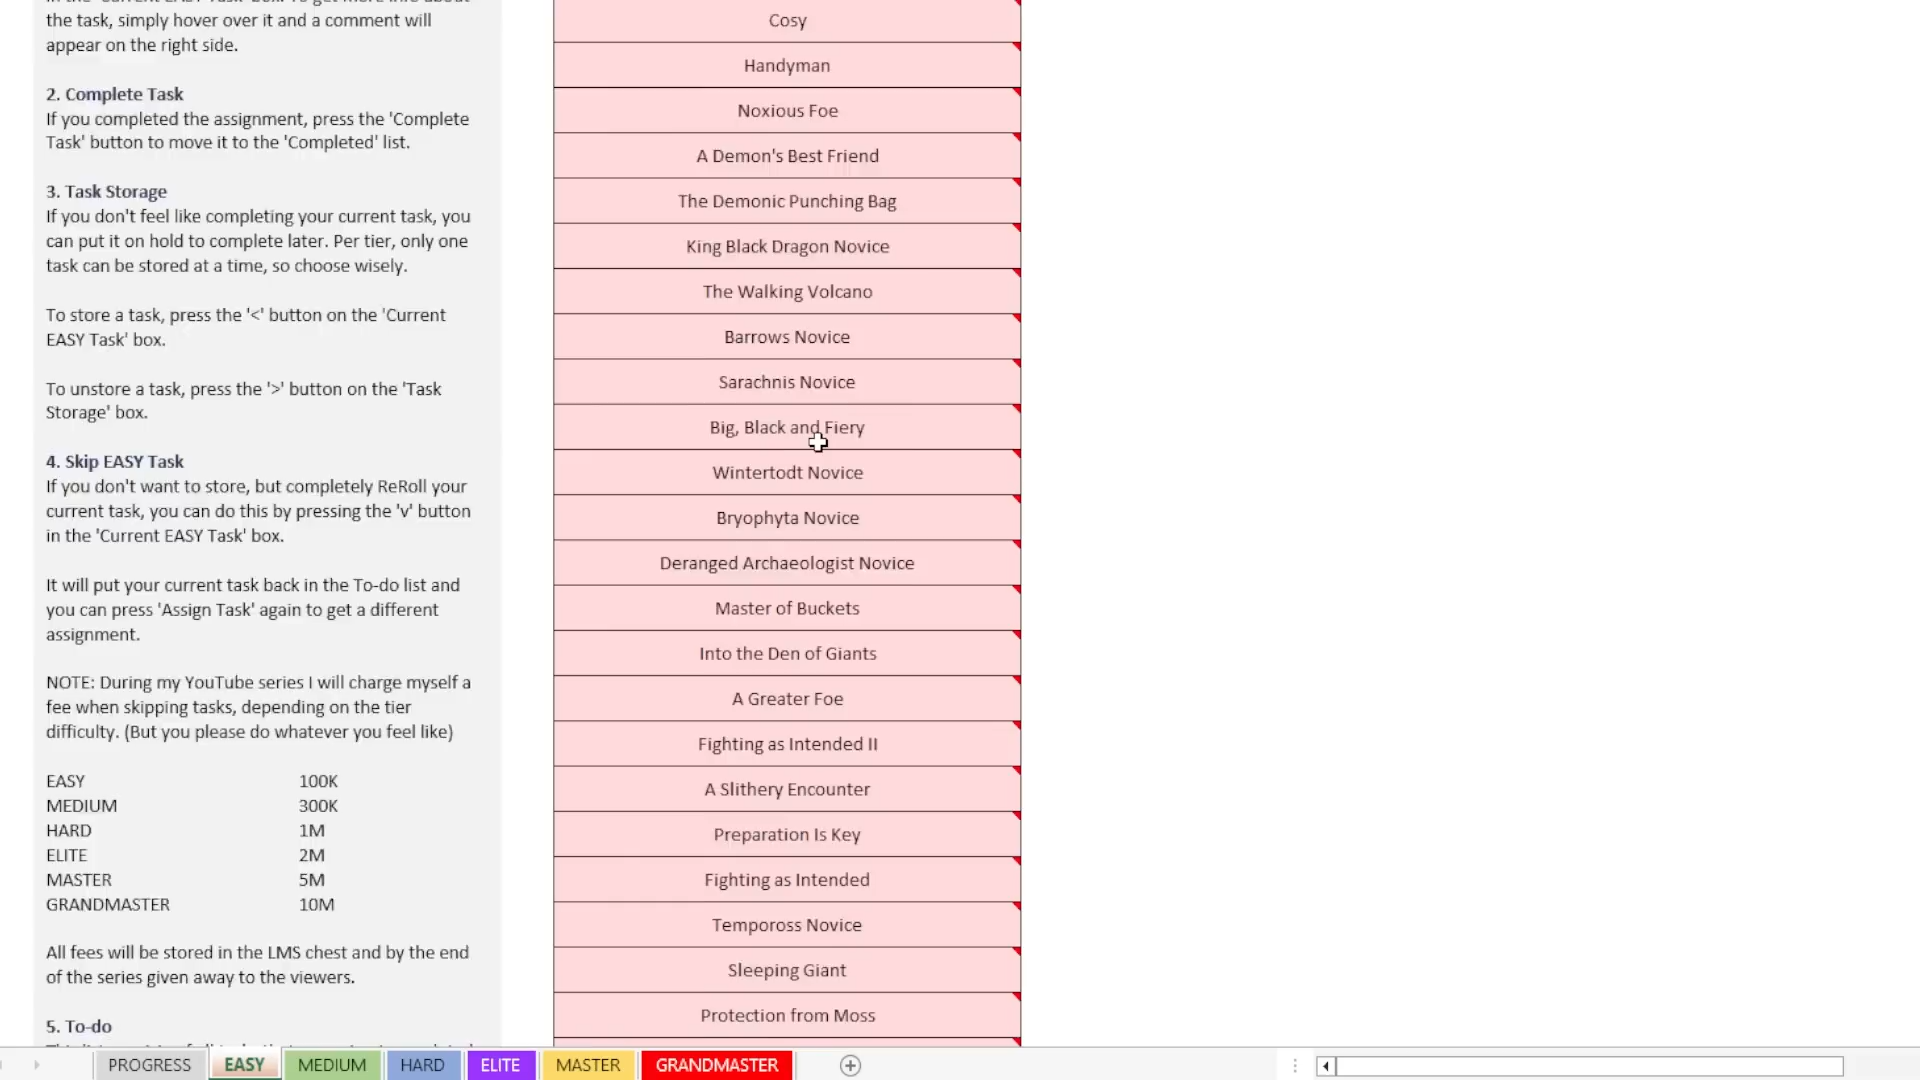 the task, simply hover over it and a comment will
appear on the right side.
2. Complete Task
If you completed the assignment, press the 'Complete
Task' button to move it to the 'Completed' list.
3. Task Storage
If you don't feel like completing your current task, you
can put it on hold to complete later. Per tier, only one
task can be stored at a time, so choose wisely.
To store a task, press the '<' button on the 'Current
EASY Task' box.
To unstore a task, press the '>' button on the 'Task
Storage' box.
4. Skip EASY Task
If you don't want to store, but completely ReRoll your
current task, you can do this by pressing the 'v' button
in the 'Current EASY Task' box.
It will put your current task back in the To-do list and
you can press 'Assign Task' again to get a different
assignment.
NOTE: During my YouTube series I will charge myself a
fee when skipping tasks, depending on the tier
difficulty. (But you please do whatever you feel like)
EASY 100K
MEDIUM 300K
HARD 1M
ELITE 2M
MASTER 5M
GRANDMASTER 10M
All fees will be stored in the LMS chest and by the end
of the series given away to the viewers.
5. To-do
Cosy
Handyman
Noxious Foe
A Demon's Best Friend
The Demonic Punching Bag
King Black Dragon Novice
The Walking Volcano
Barrows Novice
Sarachnis Novice
Big, Black and Fiery
Wintertodt Novice
Bryophyta Novice
Deranged Archaeologist Novice
Master of Buckets
Into the Den of Giants
A Greater Foe
Fighting as Intended II
A Slithery Encounter
Preparation Is Key
Fighting as Intended
Tempoross Novice
Sleeping Giant
Protection from Moss
PROGRESS EASY MEDIUM HARD ELITE MASTER GRANDMASTER